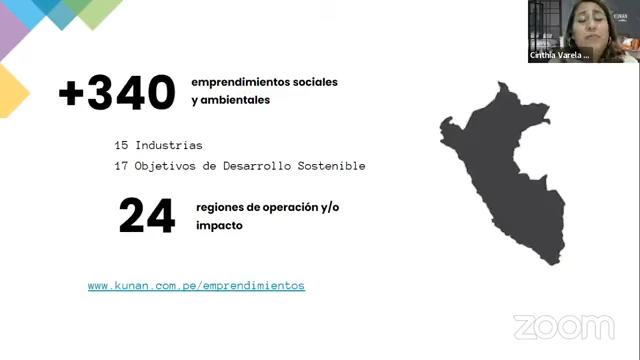 KUNAN
Cinthia Varela ...
+340
emprendimientos sociales
y ambientales
15 Industrias
17 Objetivos de Desarrollo Sostenible
24
regiones de operación y/o
impacto
www.kunan.com.pe/emprendimientos
zoom